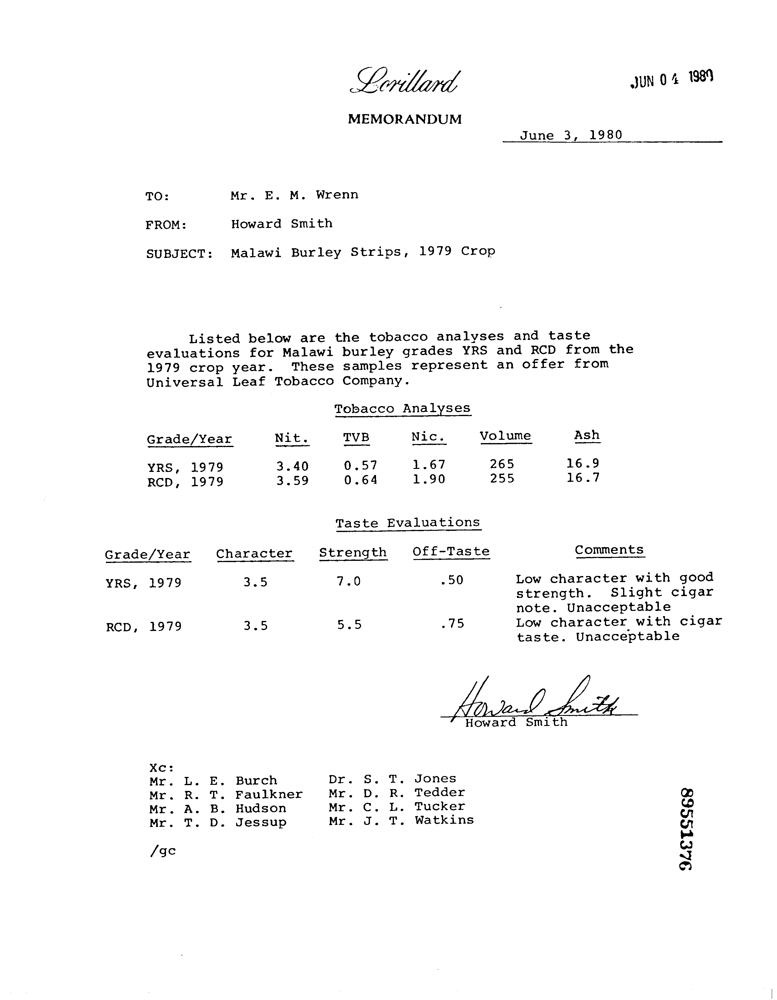 Lorillard
JUN 04 1980
MEMORANDUM
June 3, 1980
TO: Mr. E. M. Wrenn
FROM: Howard Smith
SUBJECT: Malawi Burley Strips, 1979 Crop
Listed below are the tobacco analyses and taste
evaluations for Malawi burley grades YRS and RCD from the
1979 crop year. These samples represent an offer from
Universal Leaf Tobacco Company.
Tobacco Analyses
Grade/Year Nit. TVB Nic. Volume Ash
YRS, 1979 3.40 0.57 1.67 265 16.9
RCD, 1979 3.59 0.64 1.90 255 16.7
Taste Evaluations
Grade/Year Character Strength Off-Taste Comments
YRS, 1979 3.5 7.0 .50 Low character with good
strength. Slight cigar
note. Unacceptable
RCD, 1979 3.5 5.5 .75 Low character with cigar
taste. Unacceptable
Howard Smith
Howard Smith
Xc:
Mr. L. E. Burch Dr. S. T. Jones
Mr. R. T. Faulkner Mr. D. R. Tedder
Mr. A. B. Hudson Mr. C. L. Tucker
Mr. T. D. Jessup Mr. J. T. Watkins
/gc
89551376